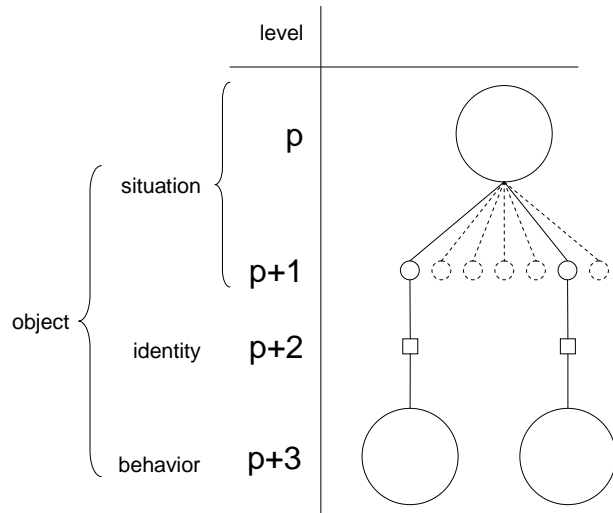 level
p
situation
p+1
object
identity p+2
behavior p+3